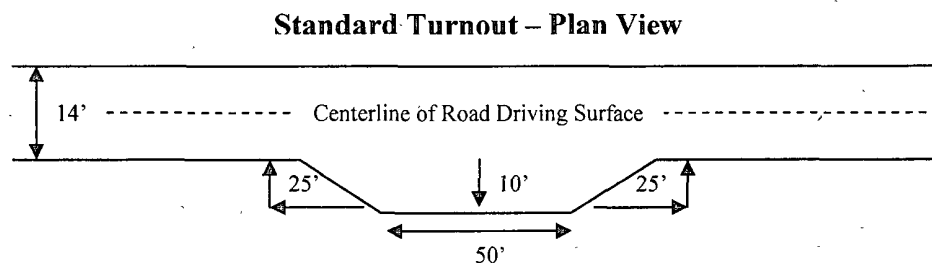 Standard Turnout – Plan View
14’
Centerline of Road Driving Surface
25’
10’
25’
50’